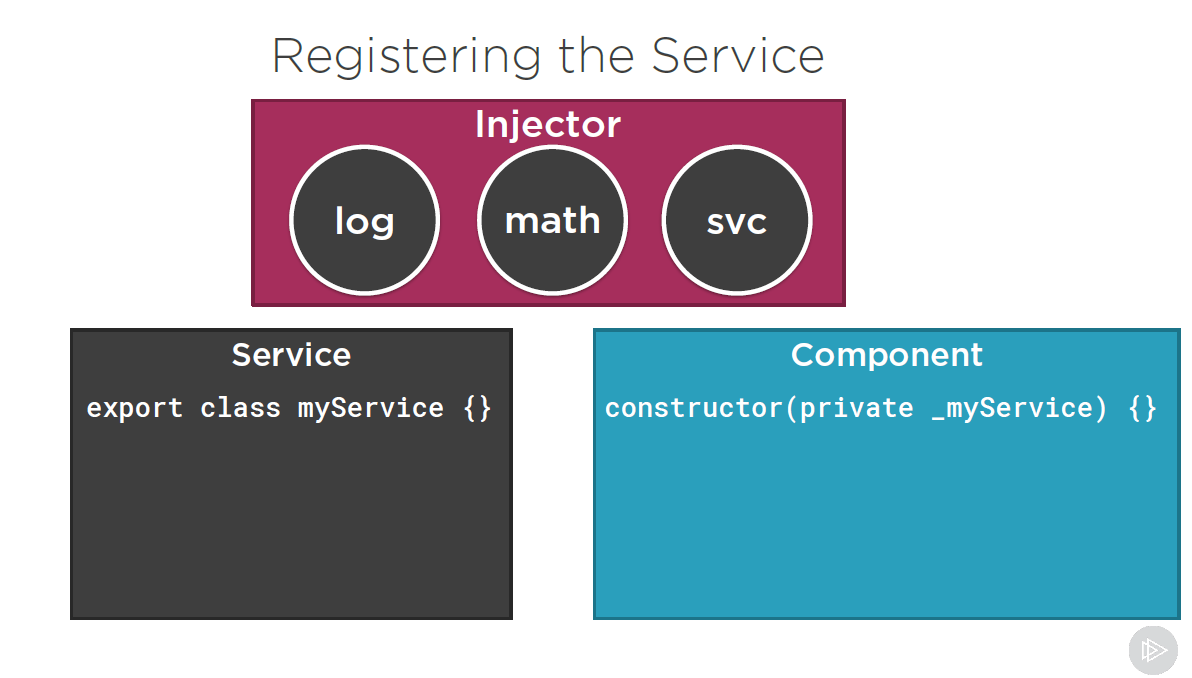 Registering the Service
Injector
log
math
svc
Service
export class myService {}
Component
constructor(private _myService) {}